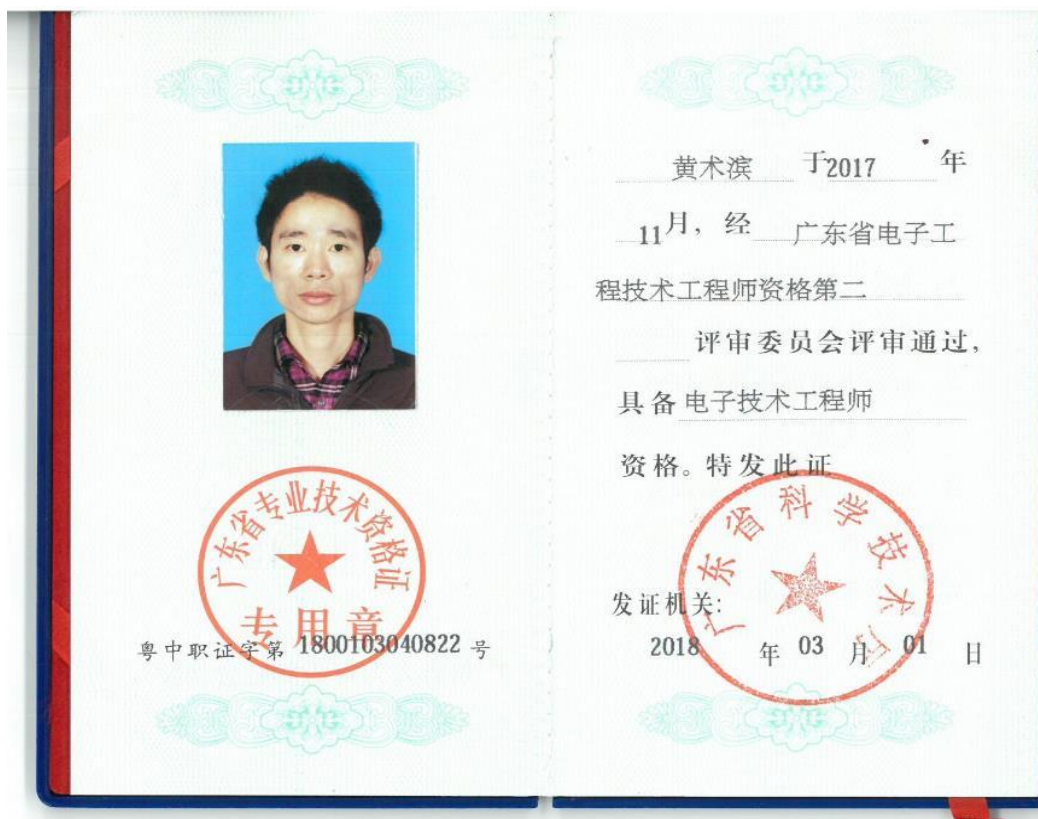 广东省专业技术资格证
专用章
粤中职证字第 1800103040822 号
黄术滨 于2017 年
11月，经 广东省电子工
程技术工程师资格第二
评审委员会评审通过，
具备 电子技术工程师
资格。特发此证
广东省科学技术厅
发证机关：
2018 年 03 月 01 日